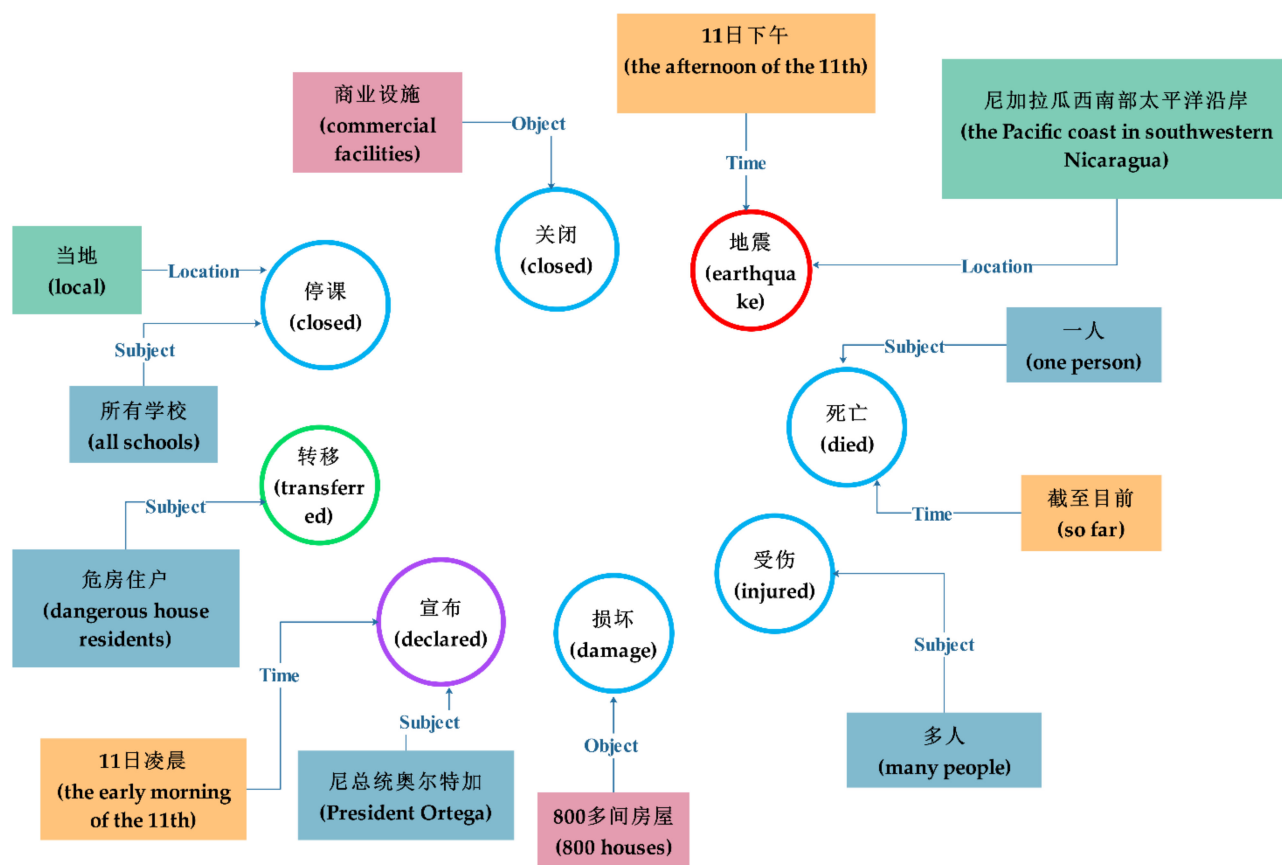 11日下午
(the afternoon of the 11th)
商业设施
(commercial
facilities)
Object
尼加拉瓜西南部太平洋沿岸
(the Pacific coast in southwestern
Nicaragua)
Time
关闭
(closed)
地震
(earthqua
ke)
Location
当地
(local)
Location
停课
(closed)
Subject
所有学校
(all schools)
一人
(one person)
Subject
死亡
(died)
转移
(transferr
ed)
Subject
截至目前
(so far)
Time
危房住户
(dangerous house
residents)
受伤
(injured)
宣布
(declared)
损坏
(damage)
Time
Subject
Subject
Object
11日凌晨
(the early morning
of the 11th)
尼总统奥尔特加
(President Ortega)
800多间房屋
(800 houses)
多人
(many people)